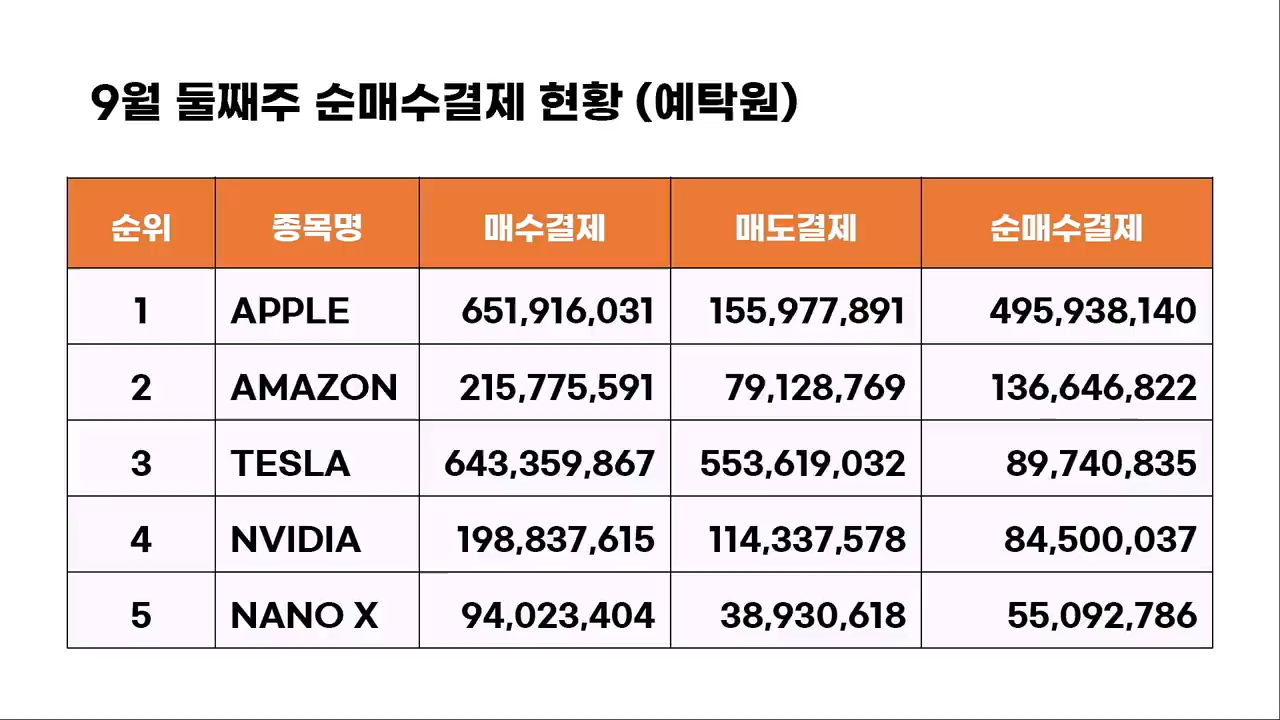 9월 둘째주 순매수결제 현황 (예탁원)
순위 종목명 매수결제 매도결제 순매수결제
1 APPLE 651,916,031 155,977,891 495,938,140
2 AMAZON 215,775,591 79,128,769 136,646,822
3 TESLA 643,359,867 553,619,032 89,740,835
4 NVIDIA 198,837,615 114,337,578 84,500,037
5 NANO X 94,023,404 38,930,618 55,092,786